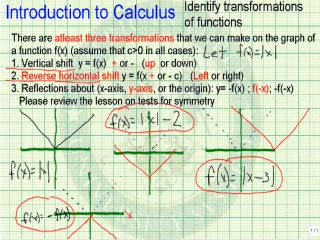 Introduction to Calculus
Identify transformations
of functions
There are atleast three transformations that we can make on the graph of
a function f(x) (assume that c>0 in all cases): Let f(x)=|x|
1. Vertical shift y = f(x) + or - (up or down)
2. Reverse horizontal shift y = f(x + or - c) (Left or right)
3. Reflections about (x-axis, y-axis, or the origin): y= -f(x) ; f(-x); -f(-x)
Please review the lesson on tests for symmetry
f(x)=|x|-2
f(x)=|x|
f(x)=|x-3|
f(x)=-f(x)
x
1 / 1